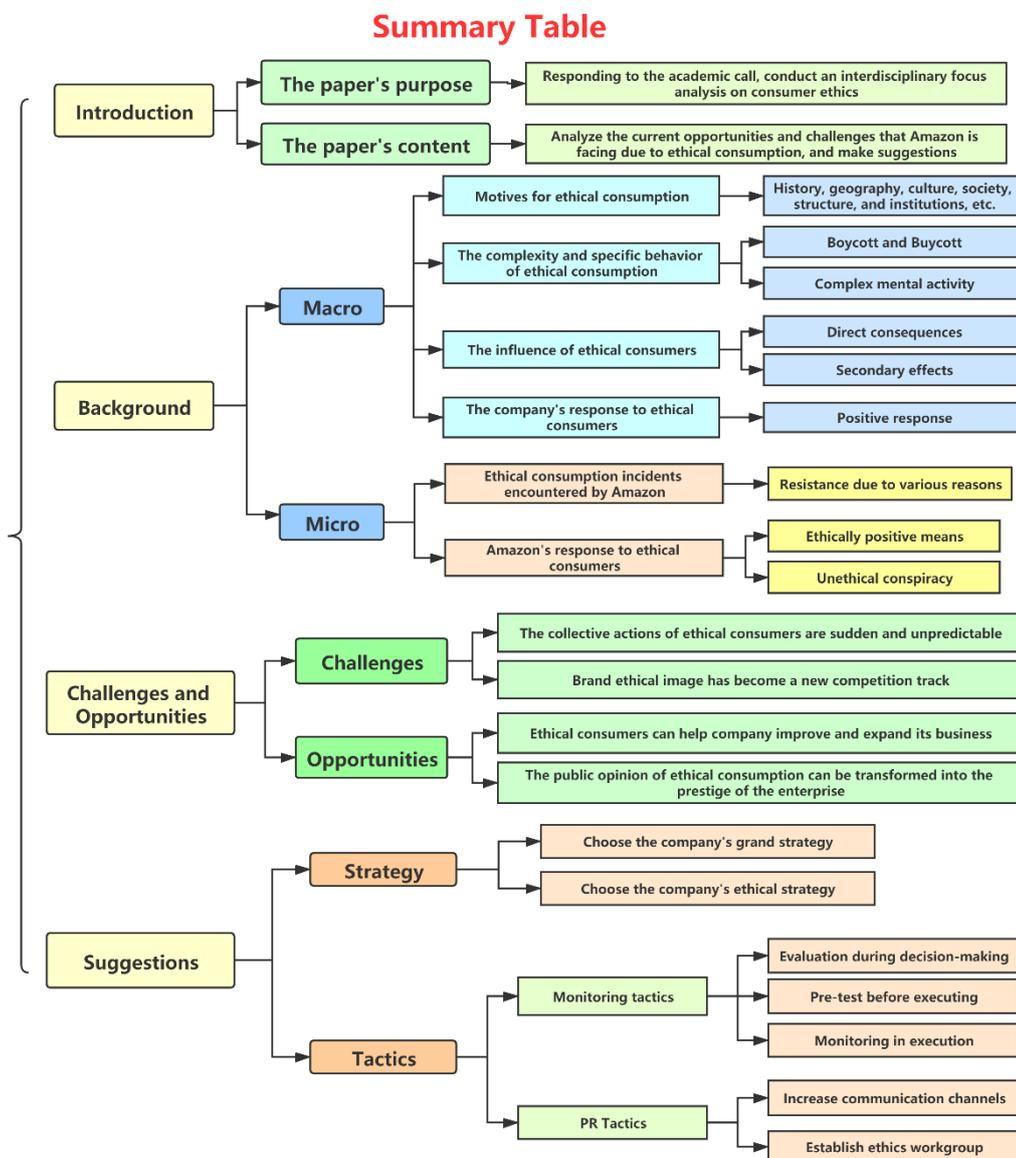 Summary Table
Introduction
The paper's purpose
Responding to the academic call, conduct an interdisciplinary focus
analysis on consumer ethics
The paper's content
Analyze the current opportunities and challenges that Amazon is
facing due to ethical consumption, and make suggestions
Background
Macro
Motives for ethical consumption
History, geography, culture, society,
structure, and institutions, etc.
The complexity and specific behavior
of ethical consumption
Boycott and Buycott
Complex mental activity
The influence of ethical consumers
Direct consequences
Secondary effects
The company's response to ethical
consumers
Positive response
Micro
Ethical consumption incidents
encountered by Amazon
Resistance due to various reasons
Amazon's response to ethical
consumers
Ethically positive means
Unethical conspiracy
Challenges and
Opportunities
Challenges
The collective actions of ethical consumers are sudden and unpredictable
Brand ethical image has become a new competition track
Opportunities
Ethical consumers can help company improve and expand its business
The public opinion of ethical consumption can be transformed into the
prestige of the enterprise
Suggestions
Strategy
Choose the company's grand strategy
Choose the company's ethical strategy
Tactics
Monitoring tactics
Evaluation during decision-making
Pre-test before executing
Monitoring in execution
PR Tactics
Increase communication channels
Establish ethics workgroup